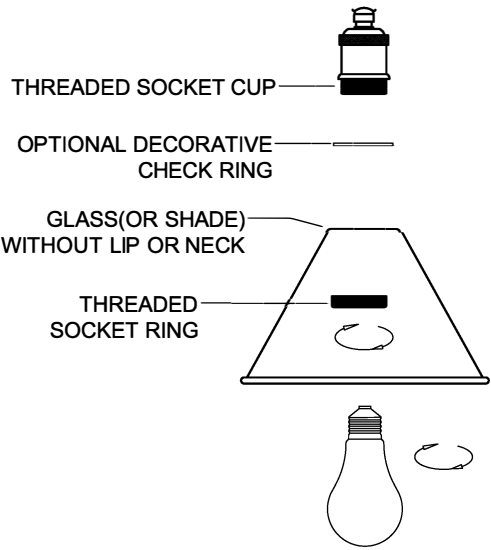 THREADED SOCKET CUP
OPTIONAL DECORATIVE
CHECK RING
GLASS(OR SHADE)
WITHOUT LIP OR NECK
THREADED
SOCKET RING